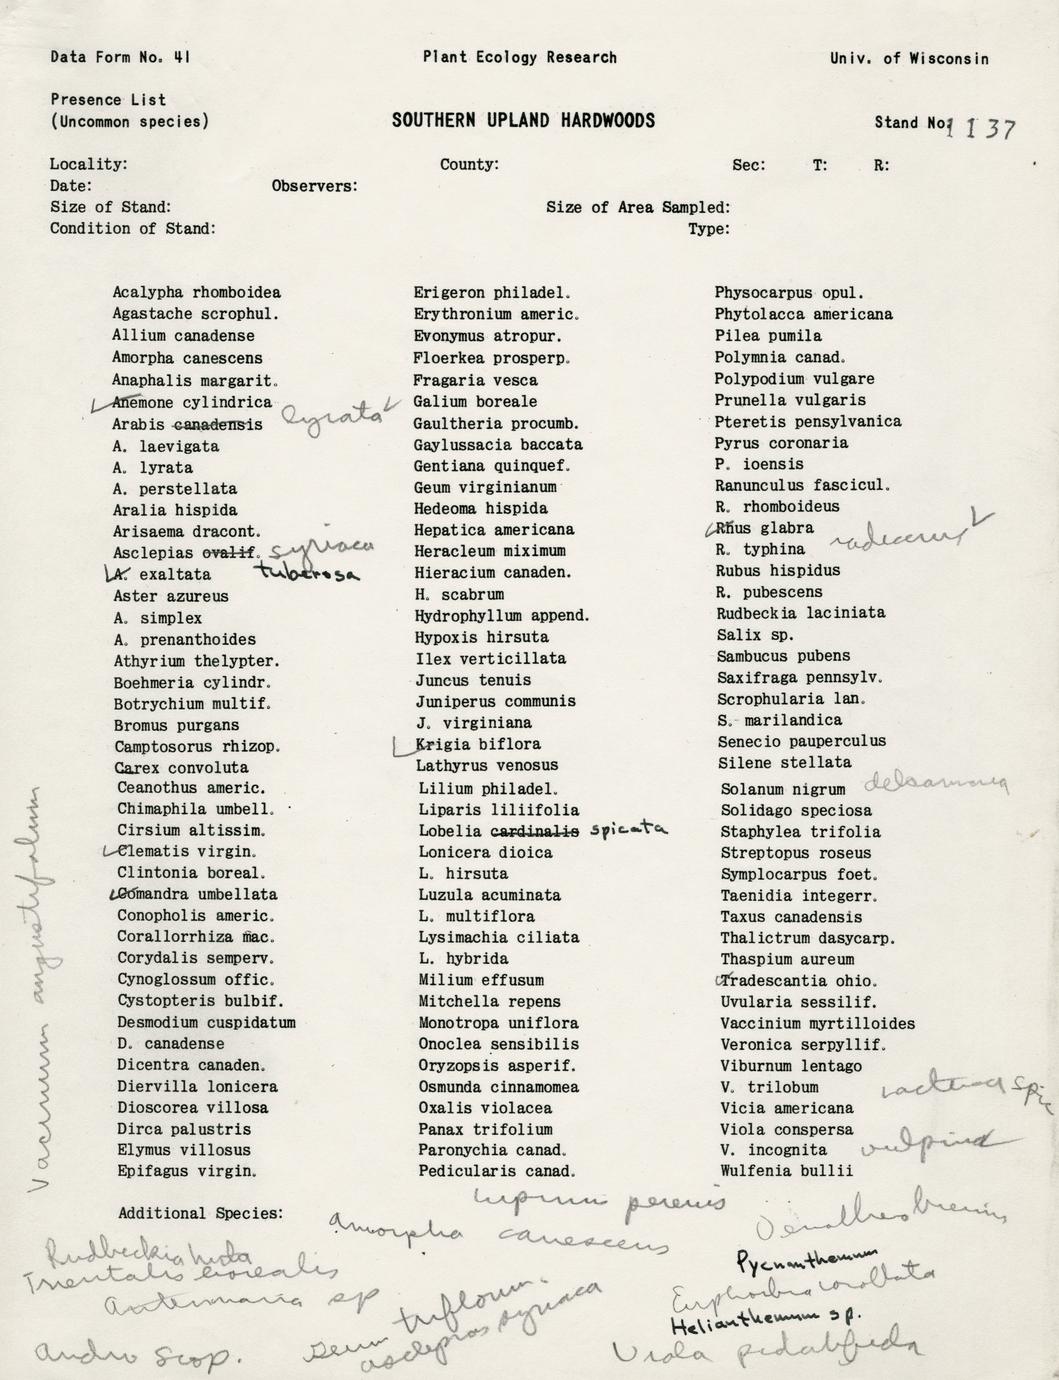 Data Form No. 41 Plant Ecology Research Univ. of Wisconsin
Presence List
(Uncommon species) SOUTHERN UPLAND HARDWOODS Stand No. 1137
Locality: County: Sec: T: R:
Date: Observers:
Size of Stand: Size of Area Sampled:
Condition of Stand: Type:
Acalypha rhomboidea
Agastache scrophul.
Allium canadense
Amorpha canescens
Anaphalis margarit.
Anemone cylindrica
Arabis canadensis lyrata
A. laevigata
A. lyrata
A. perstellata
Aralia hispida
Arisaema dracont.
Asclepias ovalif. syriaca
A. exaltata tuberosa
Aster azureus
A. simplex
A. prenanthoides
Athyrium thelypter.
Boehmeria cylindr.
Botrychium multif.
Bromus purgans
Camptosorus rhizop.
Carex convoluta
Ceanothus americ.
Chimaphila umbell.
Cirsium altissim.
Clematis virgin.
Clintonia boreal.
Comandra umbellata
Conopholis americ.
Corallorrhiza mac.
Corydalis semperv.
Cynoglossum offic.
Cystopteris bulbif.
Desmodium cuspidatum
D. canadense
Dicentra canaden.
Diervilla lonicera
Dioscorea villosa
Dirca palustris
Elymus villosus
Epifagus virgin.
Erigeron philadel.
Erythronium americ.
Evonymus atropur.
Floerkea prosperp.
Fragaria vesca
Galium boreale
Gaultheria procumb.
Gaylussacia baccata
Gentiana quinquef.
Geum virginianum
Hedeoma hispida
Hepatica americana
Heracleum miximum
Hieracium canaden.
H. scabrum
Hydrophyllum append.
Hypoxis hirsuta
Ilex verticillata
Juncus tenuis
Juniperus communis
J. virginiana
Krigia biflora
Lathyrus venosus
Lilium philadel.
Liparis liliifolia
Lobelia cardinalis spicata
Lonicera dioica
L. hirsuta
Luzula acuminata
L. multiflora
Lysimachia ciliata
L. hybrida
Milium effusum
Mitchella repens
Monotropa uniflora
Onoclea sensibilis
Oryzopsis asperif.
Osmunda cinnamomea
Oxalis violacea
Panax trifolium
Paronychia canad.
Pedicularis canad.
Physocarpus opul.
Phytolacca americana
Pilea pumila
Polymnia canad.
Polypodium vulgare
Prunella vulgaris
Pteretis pensylvanica
Pyrus coronaria
P. ioensis
Ranunculus fascicul.
R. rhomboideus
Rhus glabra
R. typhina radicans
Rubus hispidus
R. pubescens
Rudbeckia laciniata
Salix sp.
Sambucus pubens
Saxifraga pennsylv.
Scrophularia lan.
S. marilandica
Senecio pauperculus
Silene stellata
Solanum nigrum
Solidago speciosa
Staphylea trifolia
Streptopus roseus
Symplocarpus foet.
Taenidia integerr.
Taxus canadensis
Thalictrum dasycarp.
Thaspium aureum
Tradescantia ohio.
Uvularia sessilif.
Vaccinium myrtilloides
Veronica serpyllif.
Viburnum lentago
V. trilobum
Vicia americana
Viola conspersa
V. incognita
Wulfenia bullii
Vaccinium angustifolium
Additional Species:
Lupinus perenis
Amorpha canescens
Rudbeckia hirta
Trientalis borealis
Antennaria sp
Andro Scop.
Geum triflorum
asclepias syriaca
Pycnanthemum
Euphorbia corollata
Helianthemum sp.
Viola pedatifida